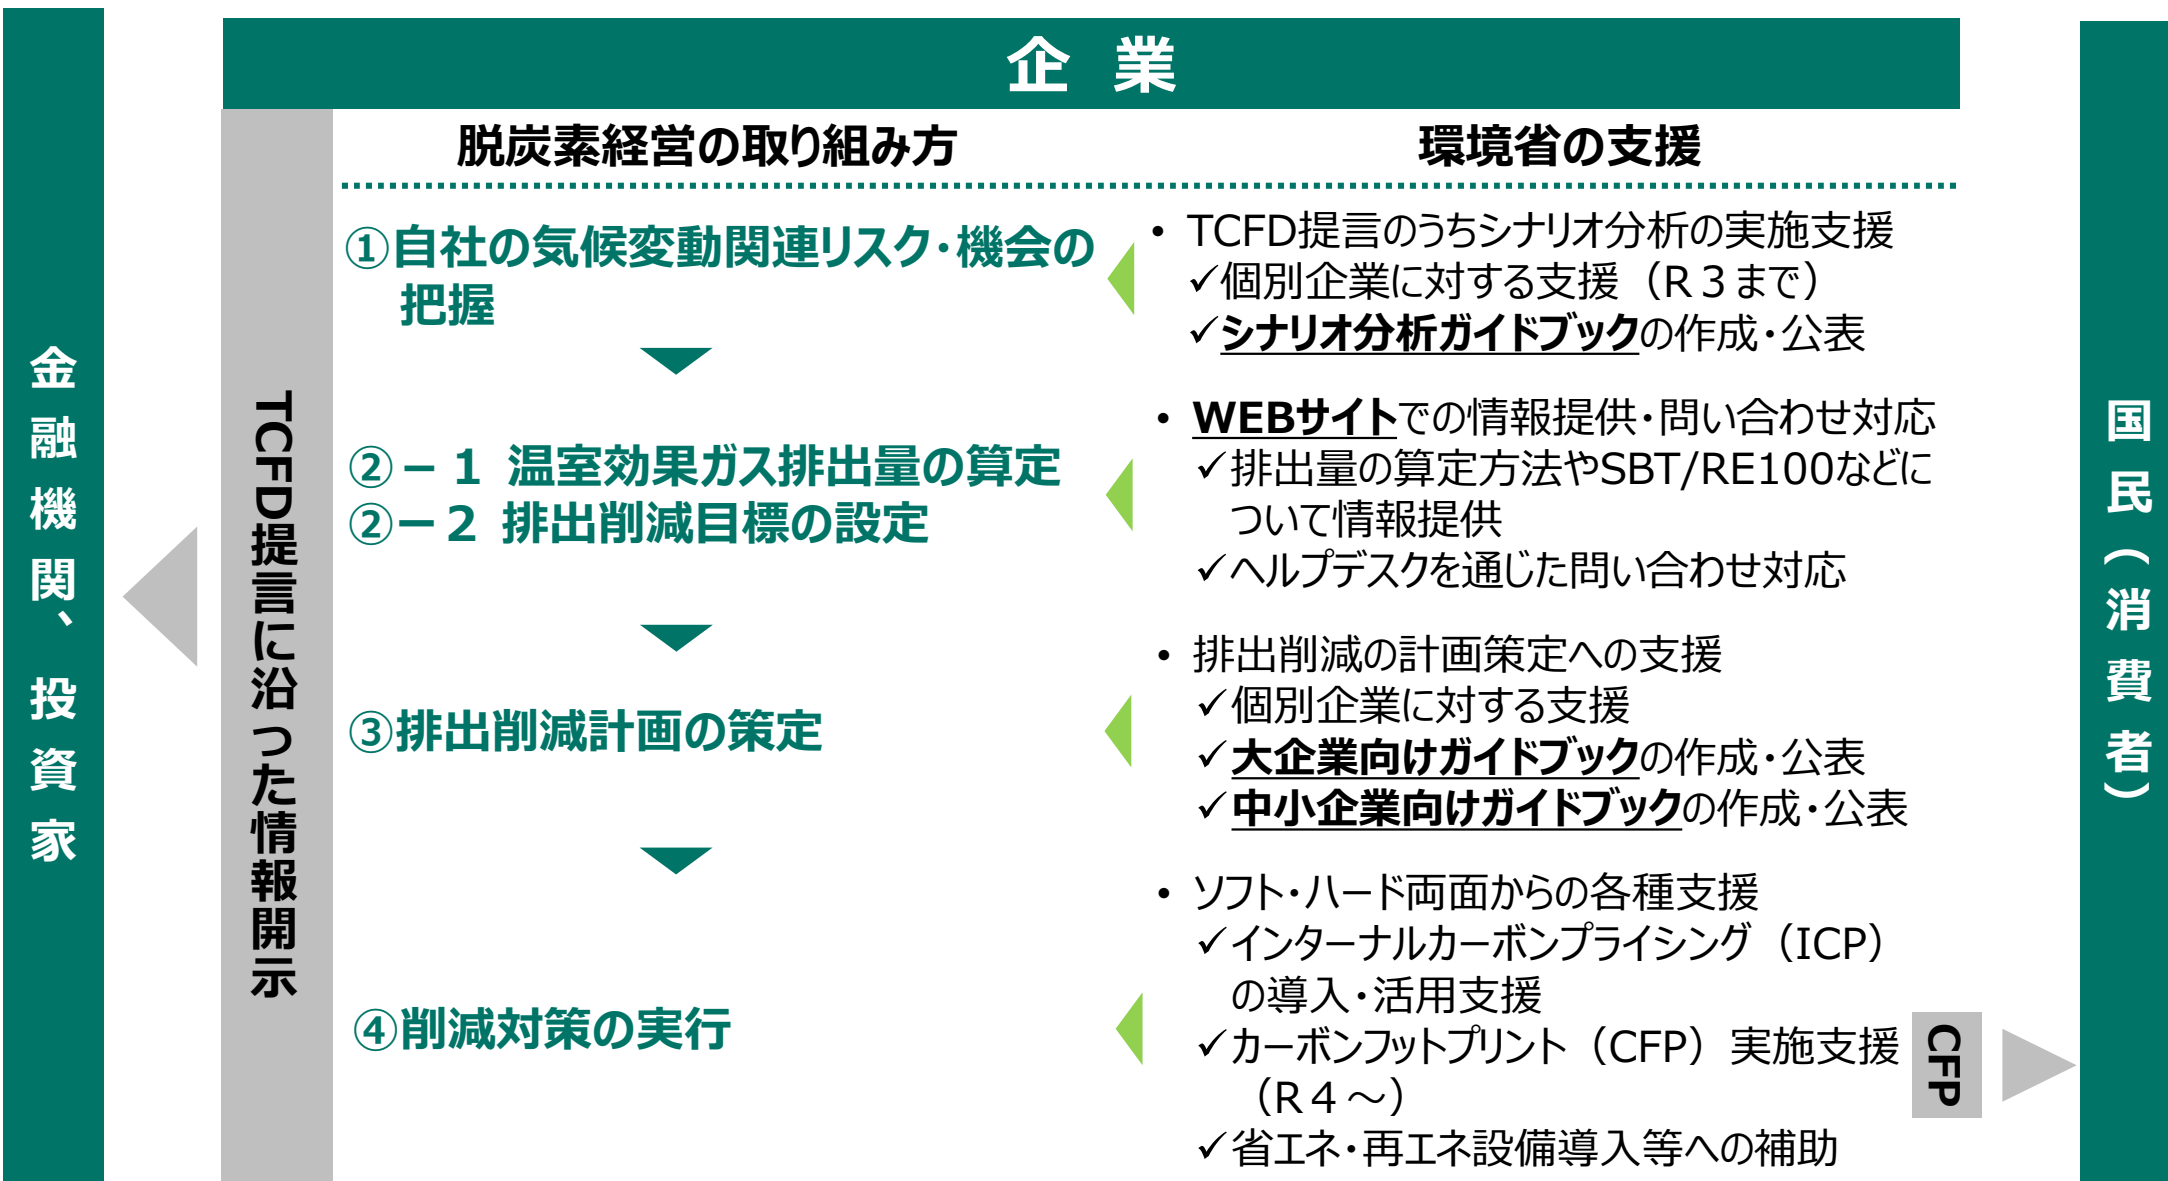 企 業
金融機関、投資家
TCFD提言に沿った情報開示
脱炭素経営の取り組み方
①自社の気候変動関連リスク・機会の
把握
②－１ 温室効果ガス排出量の算定
②－２ 排出削減目標の設定
③排出削減計画の策定
④削減対策の実行
環境省の支援
• TCFD提言のうちシナリオ分析の実施支援
✓個別企業に対する支援（R３まで）
✓シナリオ分析ガイドブックの作成・公表
• WEBサイトでの情報提供・問い合わせ対応
✓排出量の算定方法やSBT/RE100などに
ついて情報提供
✓ヘルプデスクを通じた問い合わせ対応
• 排出削減の計画策定への支援
✓個別企業に対する支援
✓大企業向けガイドブックの作成・公表
✓中小企業向けガイドブックの作成・公表
• ソフト・ハード両面からの各種支援
✓インターナルカーボンプライシング（ICP）
の導入・活用支援
✓カーボンフットプリント（CFP）実施支援
（R４～）
✓省エネ・再エネ設備導入等への補助
CFP
国民（消費者）